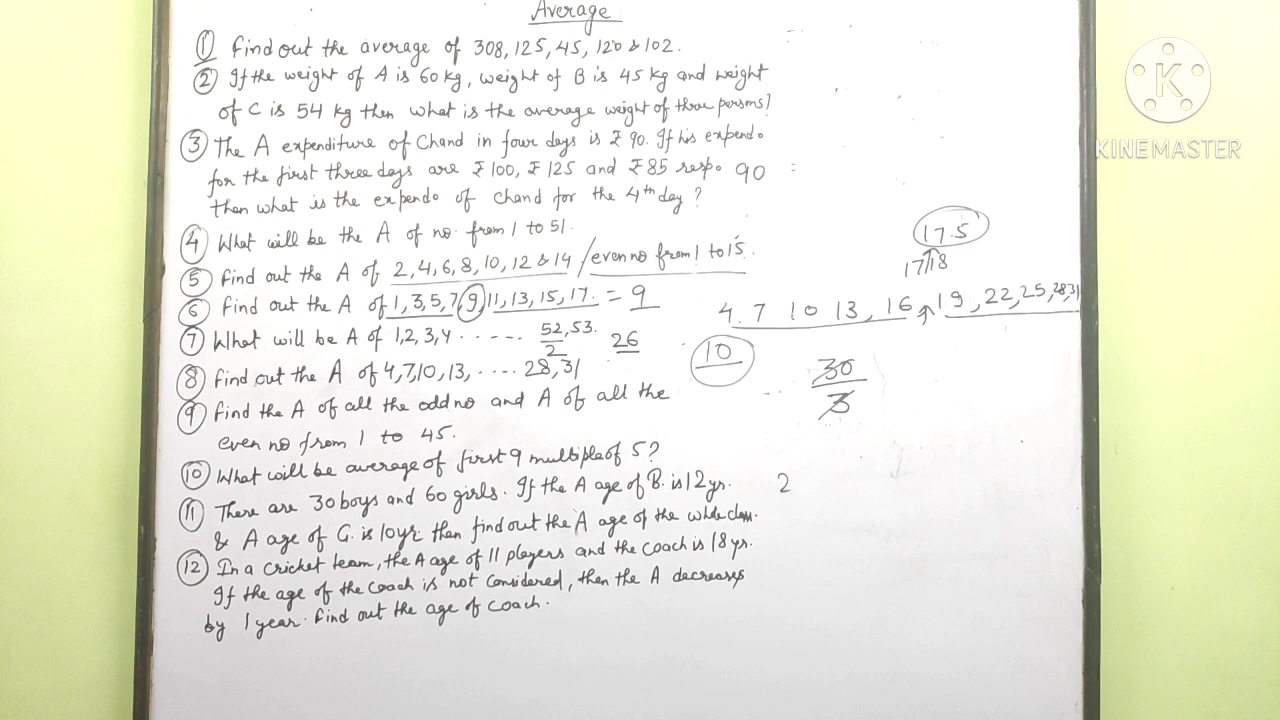 Average
① Find out the average of 308, 125, 45, 120 & 102.
② If the weight of A is 60 kg, weight of B is 45 kg and weight
of C is 54 kg then what is the average weight of three persons?
③ The A expenditure of Chand in four days is ₹ 90. If his expend.
for the first three days are ₹ 100, ₹ 125 and ₹ 85 resp. 90 =
then what is the expend. of Chand for the 4th day?
④ What will be the A of no. from 1 to 51.
⑤ Find out the A of 2, 4, 6, 8, 10, 12 & 14 / even no from 1 to 15.
⑥ Find out the A of 1, 3, 5, 7, 9, 11, 13, 15, 17. = 9
⑦ What will be A of 1, 2, 3, 4 ...... 52, 53. 26
2
⑧ Find out the A of 4, 7, 10, 13, .... 28, 31
⑨ Find the A of all the odd no and A of all the
even no from 1 to 45.
⑩ What will be average of first 9 multiple of 5?
⑪ There are 30 boys and 60 girls. If the A age of B. is 12 yr.
& A age of G. is 10 yr then find out the A age of the whole class.
⑫ In a cricket team, the A age of 11 players and the coach is 18 yr.
If the age of the coach is not considered, then the A decreases
by 1 year. Find out the age of coach.
17.5
17 18
4. 7 10 13, 16 19, 22, 25, 28, 31
10
30
3
2
K
KINEMASTER